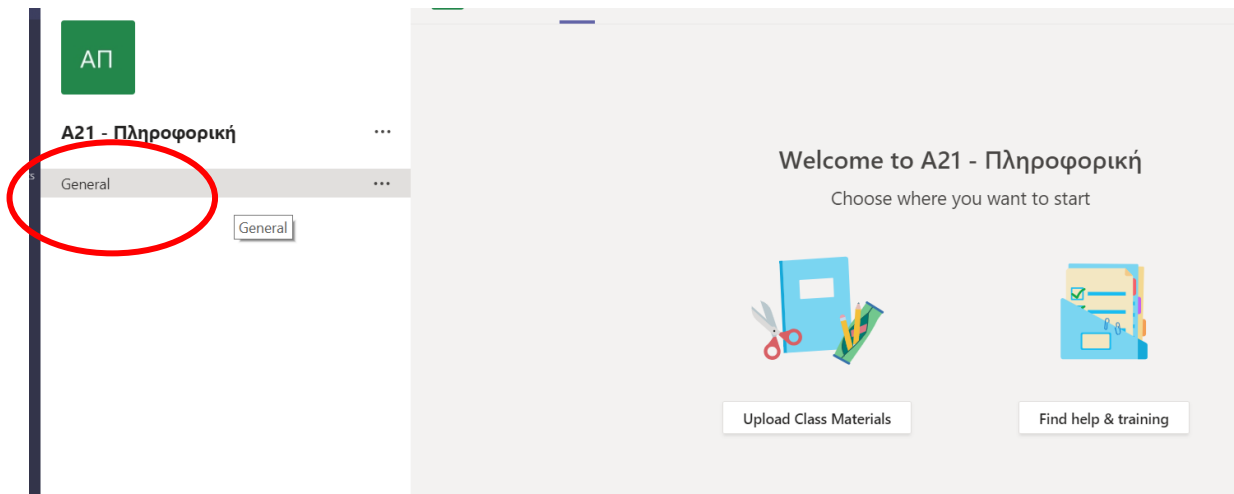 ΑΠ
A21 - Πληροφορική
General
General
Welcome to A21 - Πληροφορική
Choose where you want to start
Upload Class Materials
Find help & training